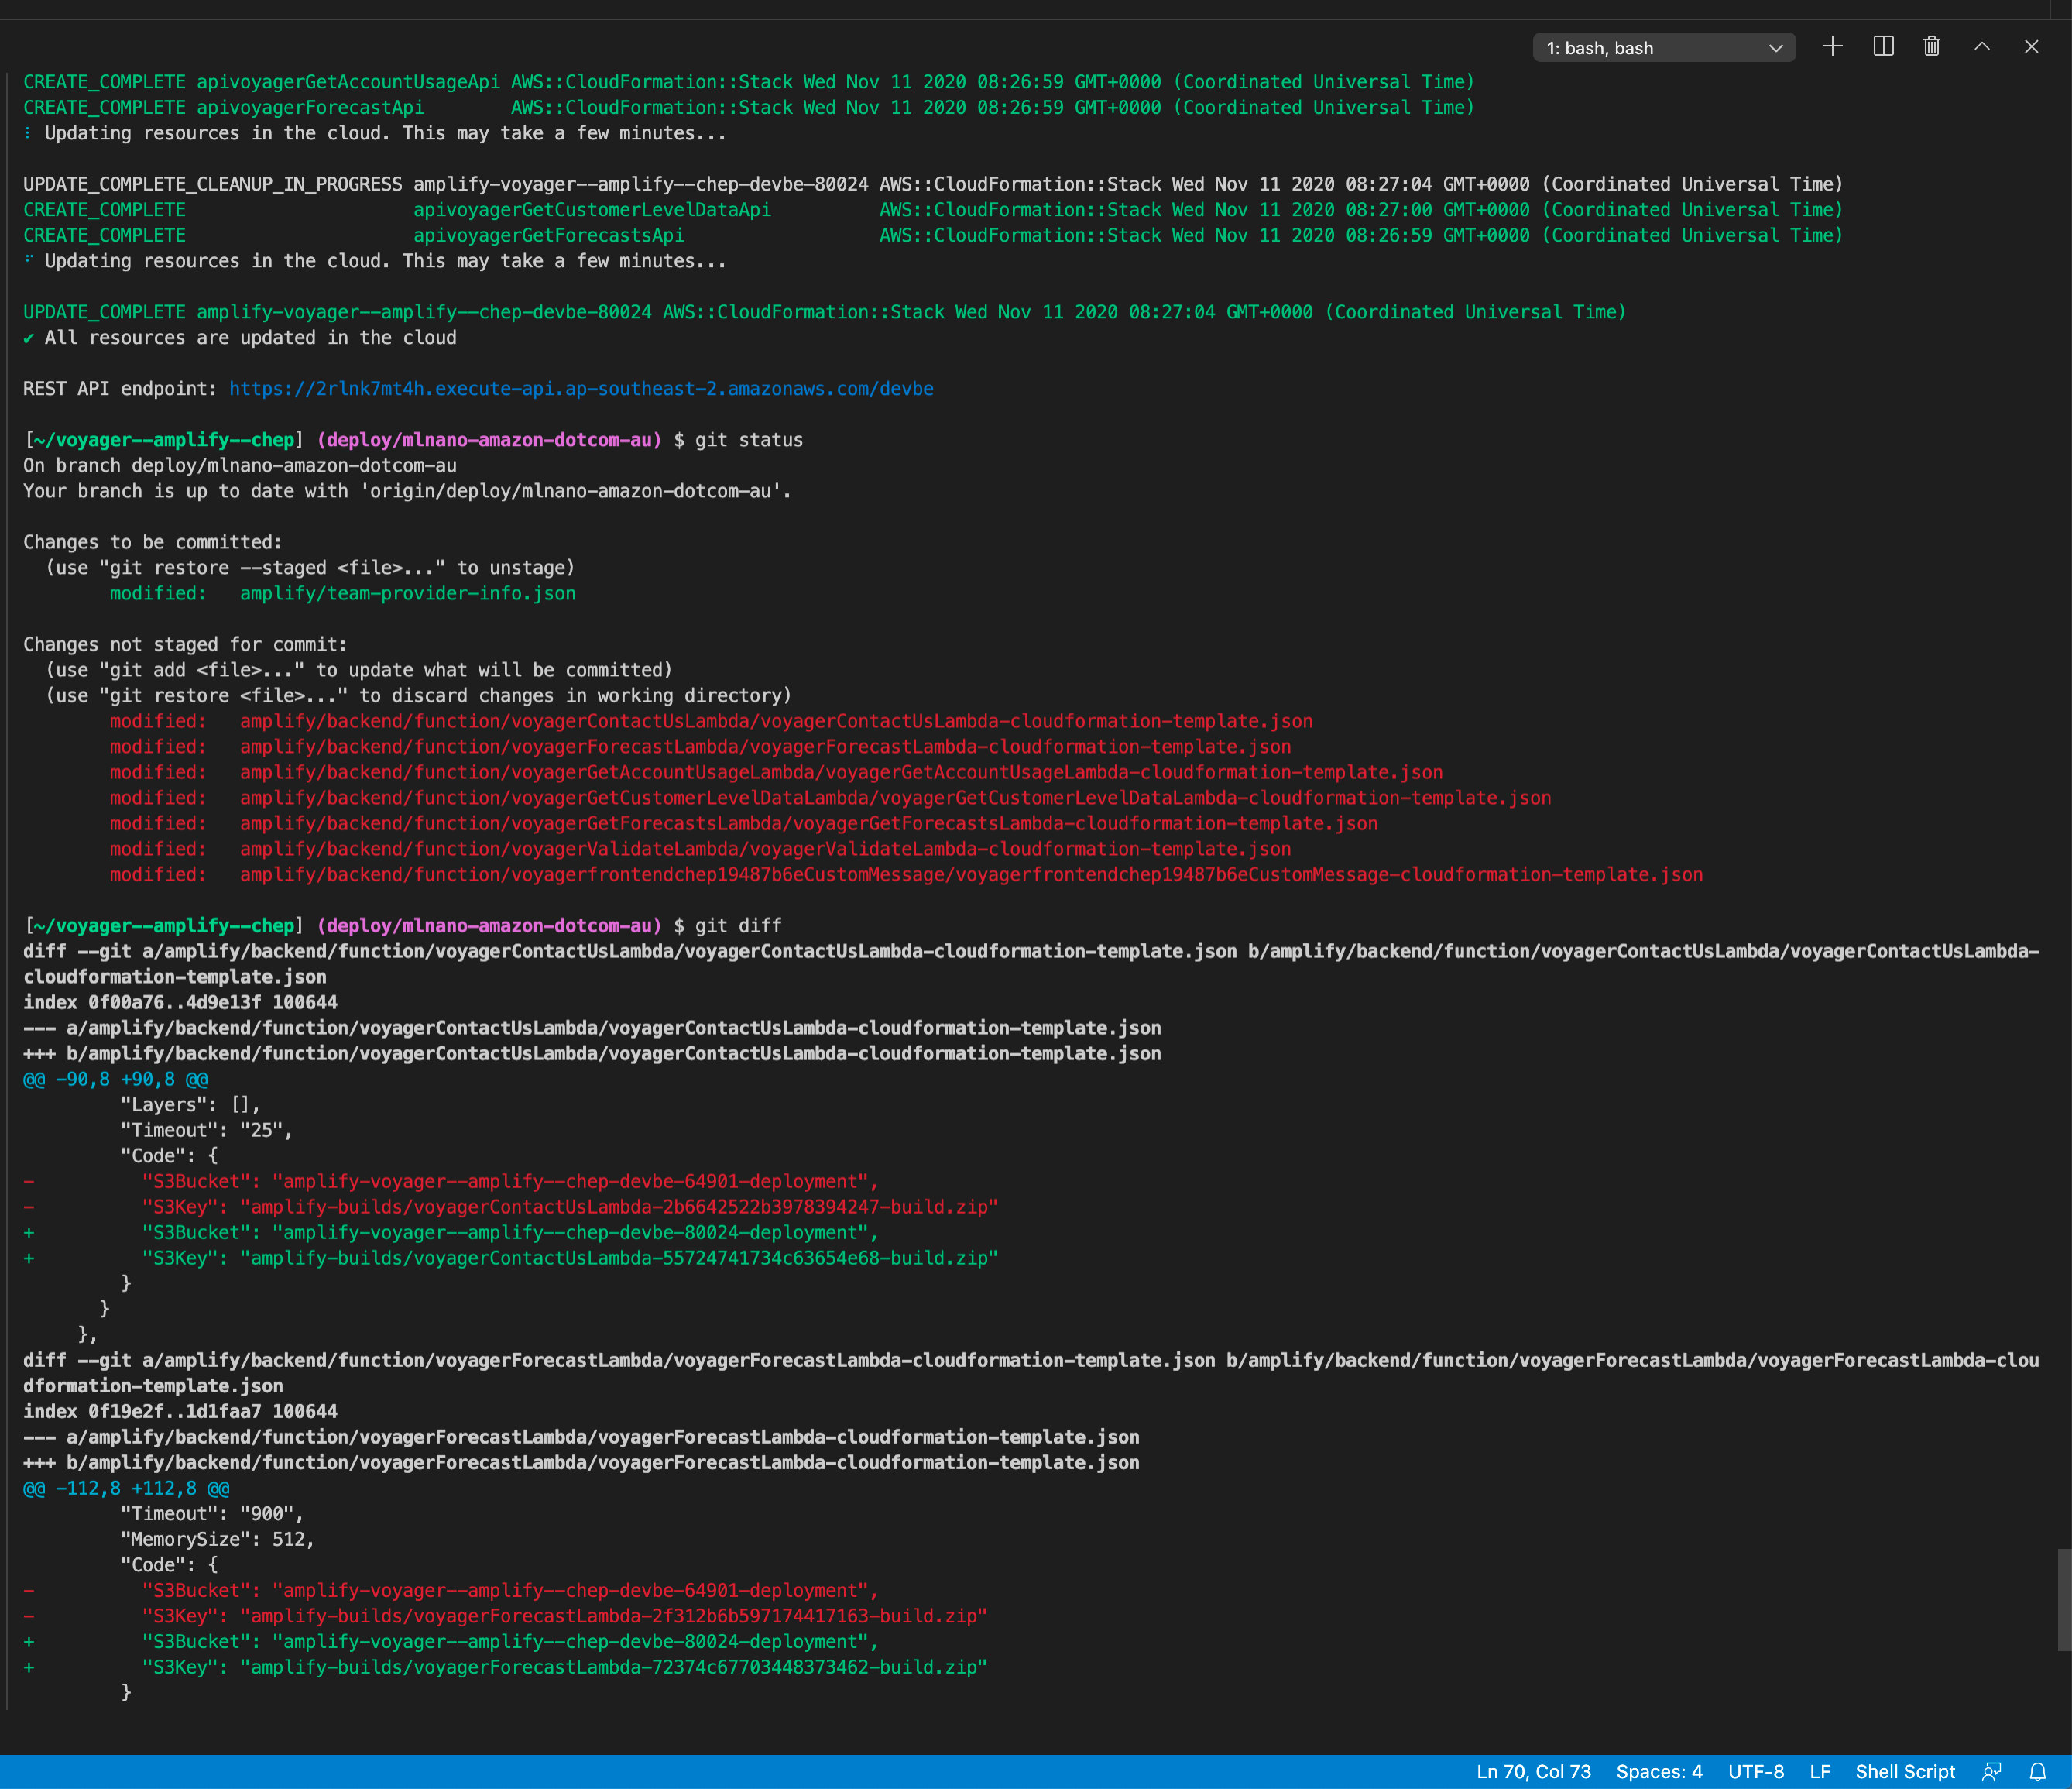 1: bash, bash
CREATE_COMPLETE apivoyagerGetAccountUsageApi AWS::CloudFormation::Stack Wed Nov 11 2020 08:26:59 GMT+0000 (Coordinated Universal Time)
CREATE_COMPLETE apivoyagerForecastApi        AWS::CloudFormation::Stack Wed Nov 11 2020 08:26:59 GMT+0000 (Coordinated Universal Time)
⠸ Updating resources in the cloud. This may take a few minutes...
UPDATE_COMPLETE_CLEANUP_IN_PROGRESS amplify-voyager--amplify--chep-devbe-80024 AWS::CloudFormation::Stack Wed Nov 11 2020 08:27:04 GMT+0000 (Coordinated Universal Time)
CREATE_COMPLETE                     apivoyagerGetCustomerLevelDataApi          AWS::CloudFormation::Stack Wed Nov 11 2020 08:27:00 GMT+0000 (Coordinated Universal Time)
CREATE_COMPLETE                     apivoyagerGetForecastsApi                  AWS::CloudFormation::Stack Wed Nov 11 2020 08:26:59 GMT+0000 (Coordinated Universal Time)
⠋ Updating resources in the cloud. This may take a few minutes...
UPDATE_COMPLETE amplify-voyager--amplify--chep-devbe-80024 AWS::CloudFormation::Stack Wed Nov 11 2020 08:27:04 GMT+0000 (Coordinated Universal Time)
✔ All resources are updated in the cloud
REST API endpoint: https://2rlnk7mt4h.execute-api.ap-southeast-2.amazonaws.com/devbe
[~/voyager--amplify--chep] (deploy/mlnano-amazon-dotcom-au) $ git status
On branch deploy/mlnano-amazon-dotcom-au
Your branch is up to date with 'origin/deploy/mlnano-amazon-dotcom-au'.
Changes to be committed:
  (use "git restore --staged <file>..." to unstage)
        modified:   amplify/team-provider-info.json
Changes not staged for commit:
  (use "git add <file>..." to update what will be committed)
  (use "git restore <file>..." to discard changes in working directory)
        modified:   amplify/backend/function/voyagerContactUsLambda/voyagerContactUsLambda-cloudformation-template.json
        modified:   amplify/backend/function/voyagerForecastLambda/voyagerForecastLambda-cloudformation-template.json
        modified:   amplify/backend/function/voyagerGetAccountUsageLambda/voyagerGetAccountUsageLambda-cloudformation-template.json
        modified:   amplify/backend/function/voyagerGetCustomerLevelDataLambda/voyagerGetCustomerLevelDataLambda-cloudformation-template.json
        modified:   amplify/backend/function/voyagerGetForecastsLambda/voyagerGetForecastsLambda-cloudformation-template.json
        modified:   amplify/backend/function/voyagerValidateLambda/voyagerValidateLambda-cloudformation-template.json
        modified:   amplify/backend/function/voyagerfrontendchep19487b6eCustomMessage/voyagerfrontendchep19487b6eCustomMessage-cloudformation-template.json
[~/voyager--amplify--chep] (deploy/mlnano-amazon-dotcom-au) $ git diff
diff --git a/amplify/backend/function/voyagerContactUsLambda/voyagerContactUsLambda-cloudformation-template.json b/amplify/backend/function/voyagerContactUsLambda/voyagerContactUsLambda-
cloudformation-template.json
index 0f00a76..4d9e13f 100644
--- a/amplify/backend/function/voyagerContactUsLambda/voyagerContactUsLambda-cloudformation-template.json
+++ b/amplify/backend/function/voyagerContactUsLambda/voyagerContactUsLambda-cloudformation-template.json
@@ -90,8 +90,8 @@
         "Layers": [],
         "Timeout": "25",
         "Code": {
-          "S3Bucket": "amplify-voyager--amplify--chep-devbe-64901-deployment",
-          "S3Key": "amplify-builds/voyagerContactUsLambda-2b6642522b3978394247-build.zip"
+          "S3Bucket": "amplify-voyager--amplify--chep-devbe-80024-deployment",
+          "S3Key": "amplify-builds/voyagerContactUsLambda-55724741734c63654e68-build.zip"
         }
       }
     },
diff --git a/amplify/backend/function/voyagerForecastLambda/voyagerForecastLambda-cloudformation-template.json b/amplify/backend/function/voyagerForecastLambda/voyagerForecastLambda-clou
dformation-template.json
index 0f19e2f..1d1faa7 100644
--- a/amplify/backend/function/voyagerForecastLambda/voyagerForecastLambda-cloudformation-template.json
+++ b/amplify/backend/function/voyagerForecastLambda/voyagerForecastLambda-cloudformation-template.json
@@ -112,8 +112,8 @@
         "Timeout": "900",
         "MemorySize": 512,
         "Code": {
-          "S3Bucket": "amplify-voyager--amplify--chep-devbe-64901-deployment",
-          "S3Key": "amplify-builds/voyagerForecastLambda-2f312b6b597174417163-build.zip"
+          "S3Bucket": "amplify-voyager--amplify--chep-devbe-80024-deployment",
+          "S3Key": "amplify-builds/voyagerForecastLambda-72374c67703448373462-build.zip"
         }
Ln 70, Col 73 Spaces: 4 UTF-8 LF Shell Script